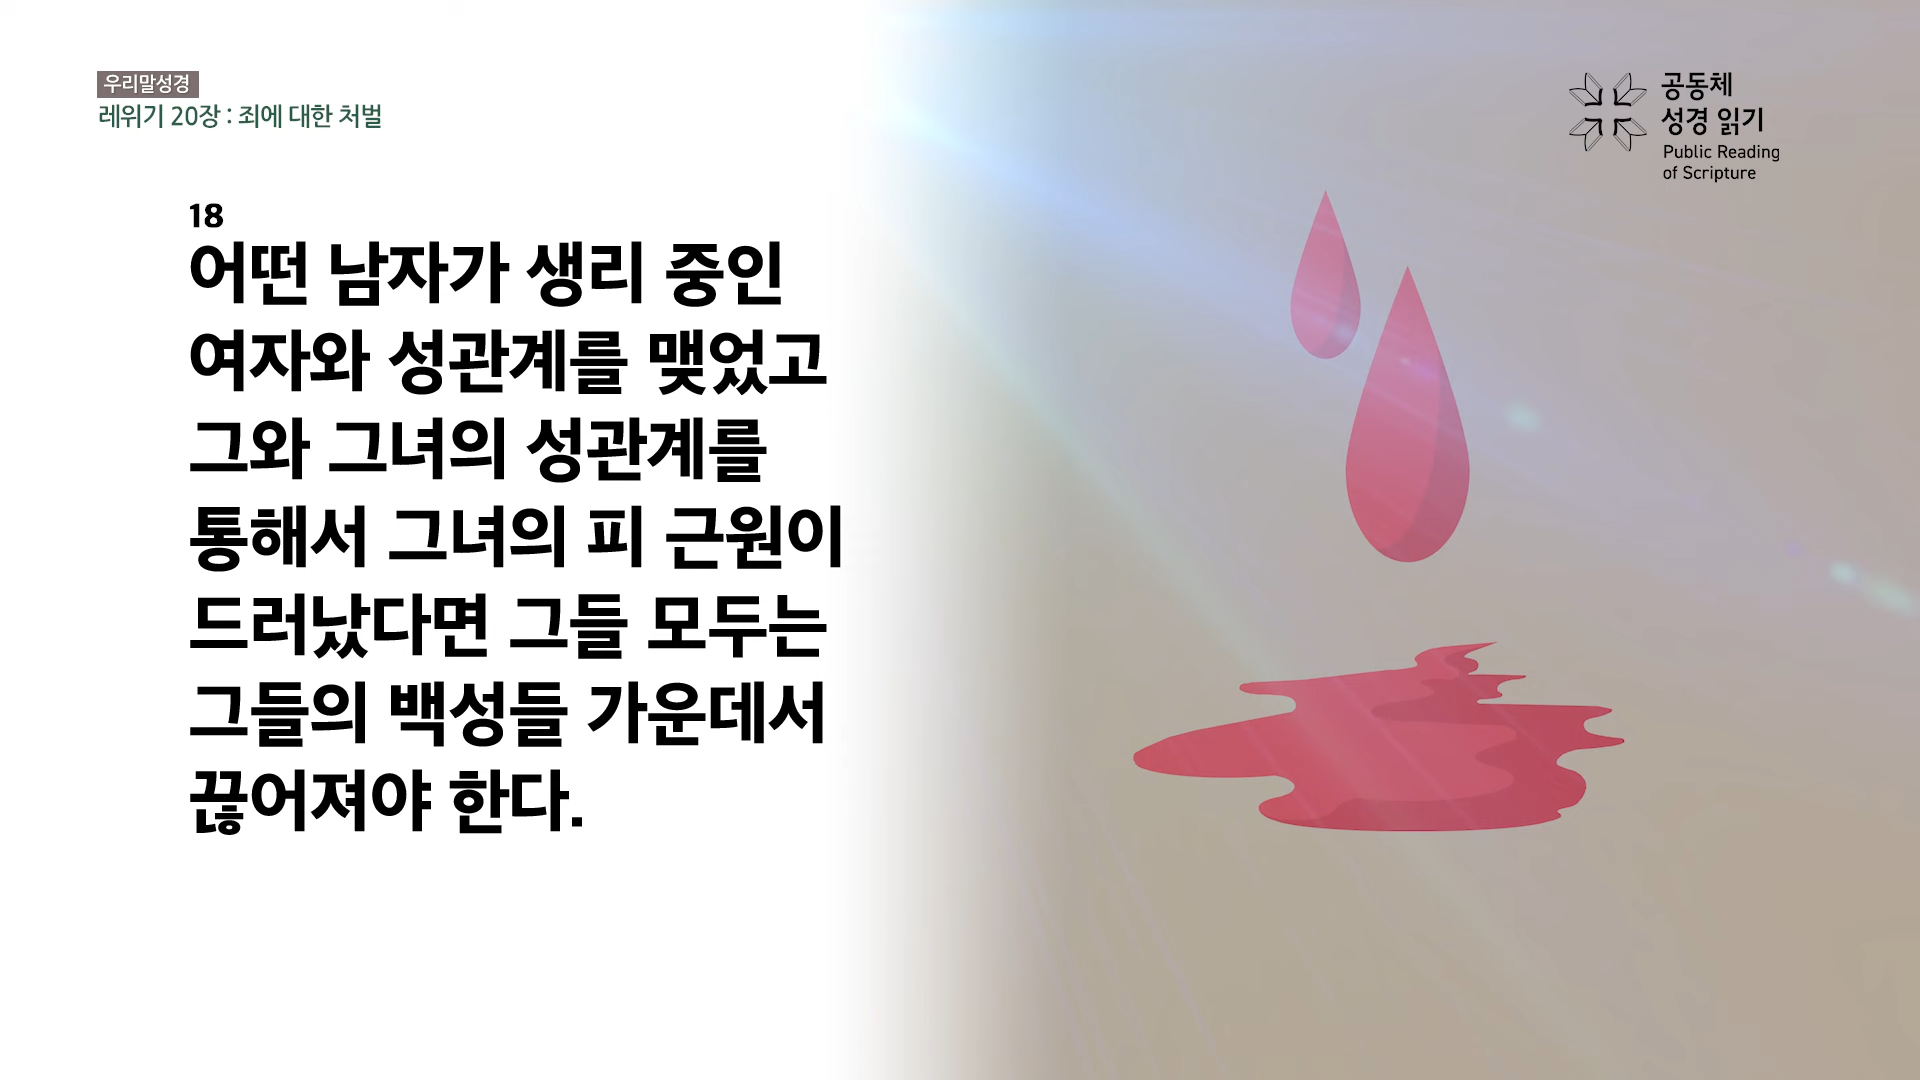 우리말성경
레위기 20장 : 죄에 대한 처벌
공동체
성경 읽기
Public Reading
of Scripture
18
어떤 남자가 생리 중인
여자와 성관계를 맺었고
그와 그녀의 성관계를
통해서 그녀의 피 근원이
드러났다면 그들 모두는
그들의 백성들 가운데서
끊어져야 한다.